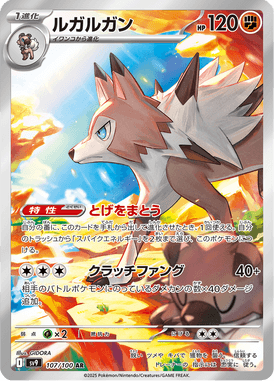 1進化
ルガルガン
イワンコから進化
HP 120
特性
とげをまとう
自分の番に、このカードを手札から出して進化させたとき、1回使える。自分
のトラッシュから「スパイクエネルギー」を2枚まで選び、このポケモンにつ
ける。
クラッチファング 40+
相手のバトルポケモンにのっているダメカンの数×40ダメージ
追加。
弱点 ×2 抵抗力 にげる
Illus. GIDORA
sv9 107/100 AR
©2025 Pokémon/Nintendo/Creatures/GAME FREAK.